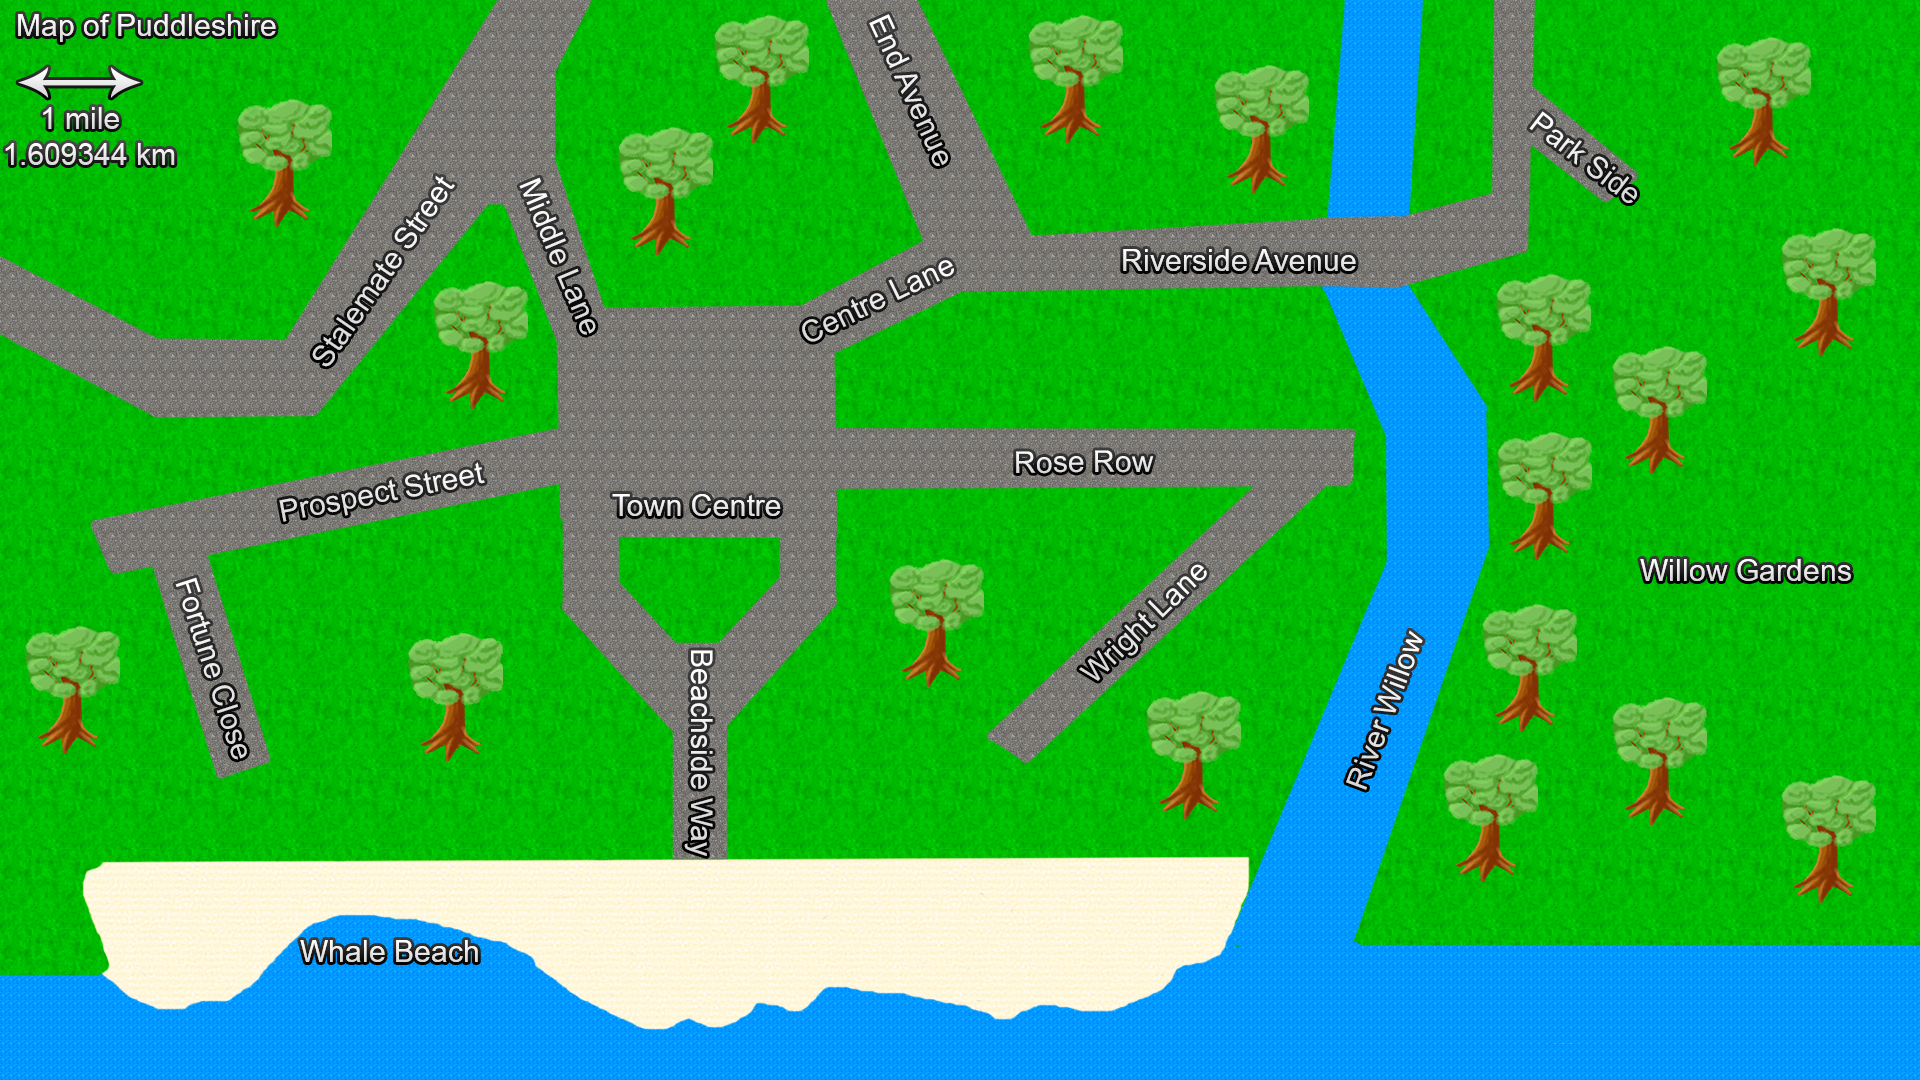 Map of Puddleshire
1 mile
1.609344 km
End Avenue
Park Side
Stalemate Street
Middle Lane
Centre Lane
Riverside Avenue
Prospect Street
Rose Row
Town Centre
Fortune Close
Wright Lane
Willow Gardens
Beachside Way
River Willow
Whale Beach